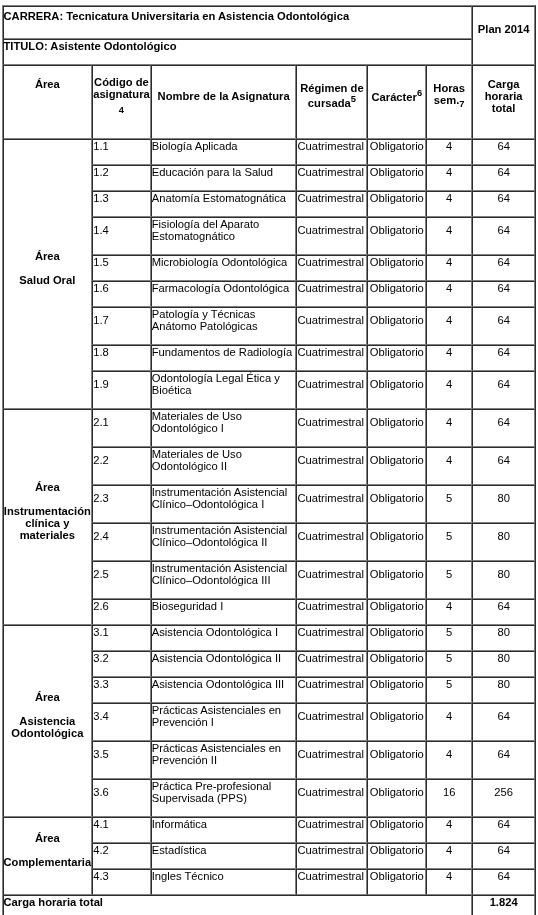 CARRERA: Tecnicatura Universitaria en Asistencia Odontológica
Plan 2014
TITULO: Asistente Odontológico
Área
Código de asignatura 4
Nombre de la Asignatura
Régimen de cursada5
Carácter6
Horas sem.7
Carga horaria total
Área
Salud Oral
1.1 Biología Aplicada Cuatrimestral Obligatorio 4 64
1.2 Educación para la Salud Cuatrimestral Obligatorio 4 64
1.3 Anatomía Estomatognática Cuatrimestral Obligatorio 4 64
1.4 Fisiología del Aparato Estomatognático Cuatrimestral Obligatorio 4 64
1.5 Microbiología Odontológica Cuatrimestral Obligatorio 4 64
1.6 Farmacología Odontológica Cuatrimestral Obligatorio 4 64
1.7 Patología y Técnicas Anátomo Patológicas Cuatrimestral Obligatorio 4 64
1.8 Fundamentos de Radiología Cuatrimestral Obligatorio 4 64
1.9 Odontología Legal Ética y Bioética Cuatrimestral Obligatorio 4 64
Área
Instrumentación clínica y materiales
2.1 Materiales de Uso Odontológico I Cuatrimestral Obligatorio 4 64
2.2 Materiales de Uso Odontológico II Cuatrimestral Obligatorio 4 64
2.3 Instrumentación Asistencial Clínico–Odontológica I Cuatrimestral Obligatorio 5 80
2.4 Instrumentación Asistencial Clínico–Odontológica II Cuatrimestral Obligatorio 5 80
2.5 Instrumentación Asistencial Clínico–Odontológica III Cuatrimestral Obligatorio 5 80
2.6 Bioseguridad I Cuatrimestral Obligatorio 4 64
Área
Asistencia Odontológica
3.1 Asistencia Odontológica I Cuatrimestral Obligatorio 5 80
3.2 Asistencia Odontológica II Cuatrimestral Obligatorio 5 80
3.3 Asistencia Odontológica III Cuatrimestral Obligatorio 5 80
3.4 Prácticas Asistenciales en Prevención I Cuatrimestral Obligatorio 4 64
3.5 Prácticas Asistenciales en Prevención II Cuatrimestral Obligatorio 4 64
3.6 Práctica Pre-profesional Supervisada (PPS) Cuatrimestral Obligatorio 16 256
Área
Complementaria
4.1 Informática Cuatrimestral Obligatorio 4 64
4.2 Estadística Cuatrimestral Obligatorio 4 64
4.3 Ingles Técnico Cuatrimestral Obligatorio 4 64
Carga horaria total 1.824